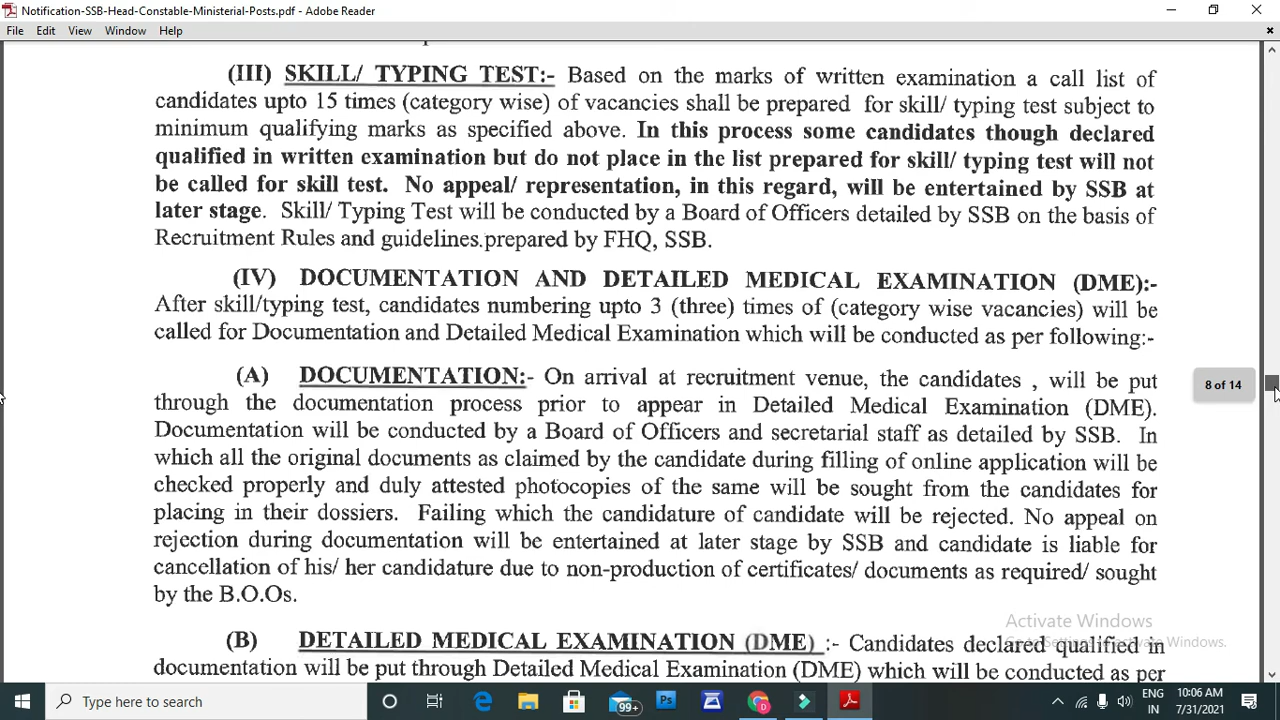 Notification-SSB-Head-Constable-Ministerial-Posts.pdf - Adobe Reader
File Edit View Window Help
(III) SKILL/ TYPING TEST:- Based on the marks of written examination a call list of
candidates upto 15 times (category wise) of vacancies shall be prepared for skill/ typing test subject to
minimum qualifying marks as specified above. In this process some candidates though declared
qualified in written examination but do not place in the list prepared for skill/ typing test will not
be called for skill test. No appeal/ representation, in this regard, will be entertained by SSB at
later stage. Skill/ Typing Test will be conducted by a Board of Officers detailed by SSB on the basis of
Recruitment Rules and guidelines prepared by FHQ, SSB.
(IV) DOCUMENTATION AND DETAILED MEDICAL EXAMINATION (DME):-
After skill/typing test, candidates numbering upto 3 (three) times of (category wise vacancies) will be
called for Documentation and Detailed Medical Examination which will be conducted as per following:-
(A) DOCUMENTATION:- On arrival at recruitment venue, the candidates , will be put
through the documentation process prior to appear in Detailed Medical Examination (DME).
Documentation will be conducted by a Board of Officers and secretarial staff as detailed by SSB. In
which all the original documents as claimed by the candidate during filling of online application will be
checked properly and duly attested photocopies of the same will be sought from the candidates for
placing in their dossiers. Failing which the candidature of candidate will be rejected. No appeal on
rejection during documentation will be entertained at later stage by SSB and candidate is liable for
cancellation of his/ her candidature due to non-production of certificates/ documents as required/ sought
by the B.O.Os.
(B) DETAILED MEDICAL EXAMINATION (DME) :- Candidates declared qualified in
documentation will be put through Detailed Medical Examination (DME) which will be conducted as per
8 of 14
Activate Windows
Go to Settings to activate Windows.
Type here to search
99+
Ps
ENG
IN
10:06 AM
7/31/2021